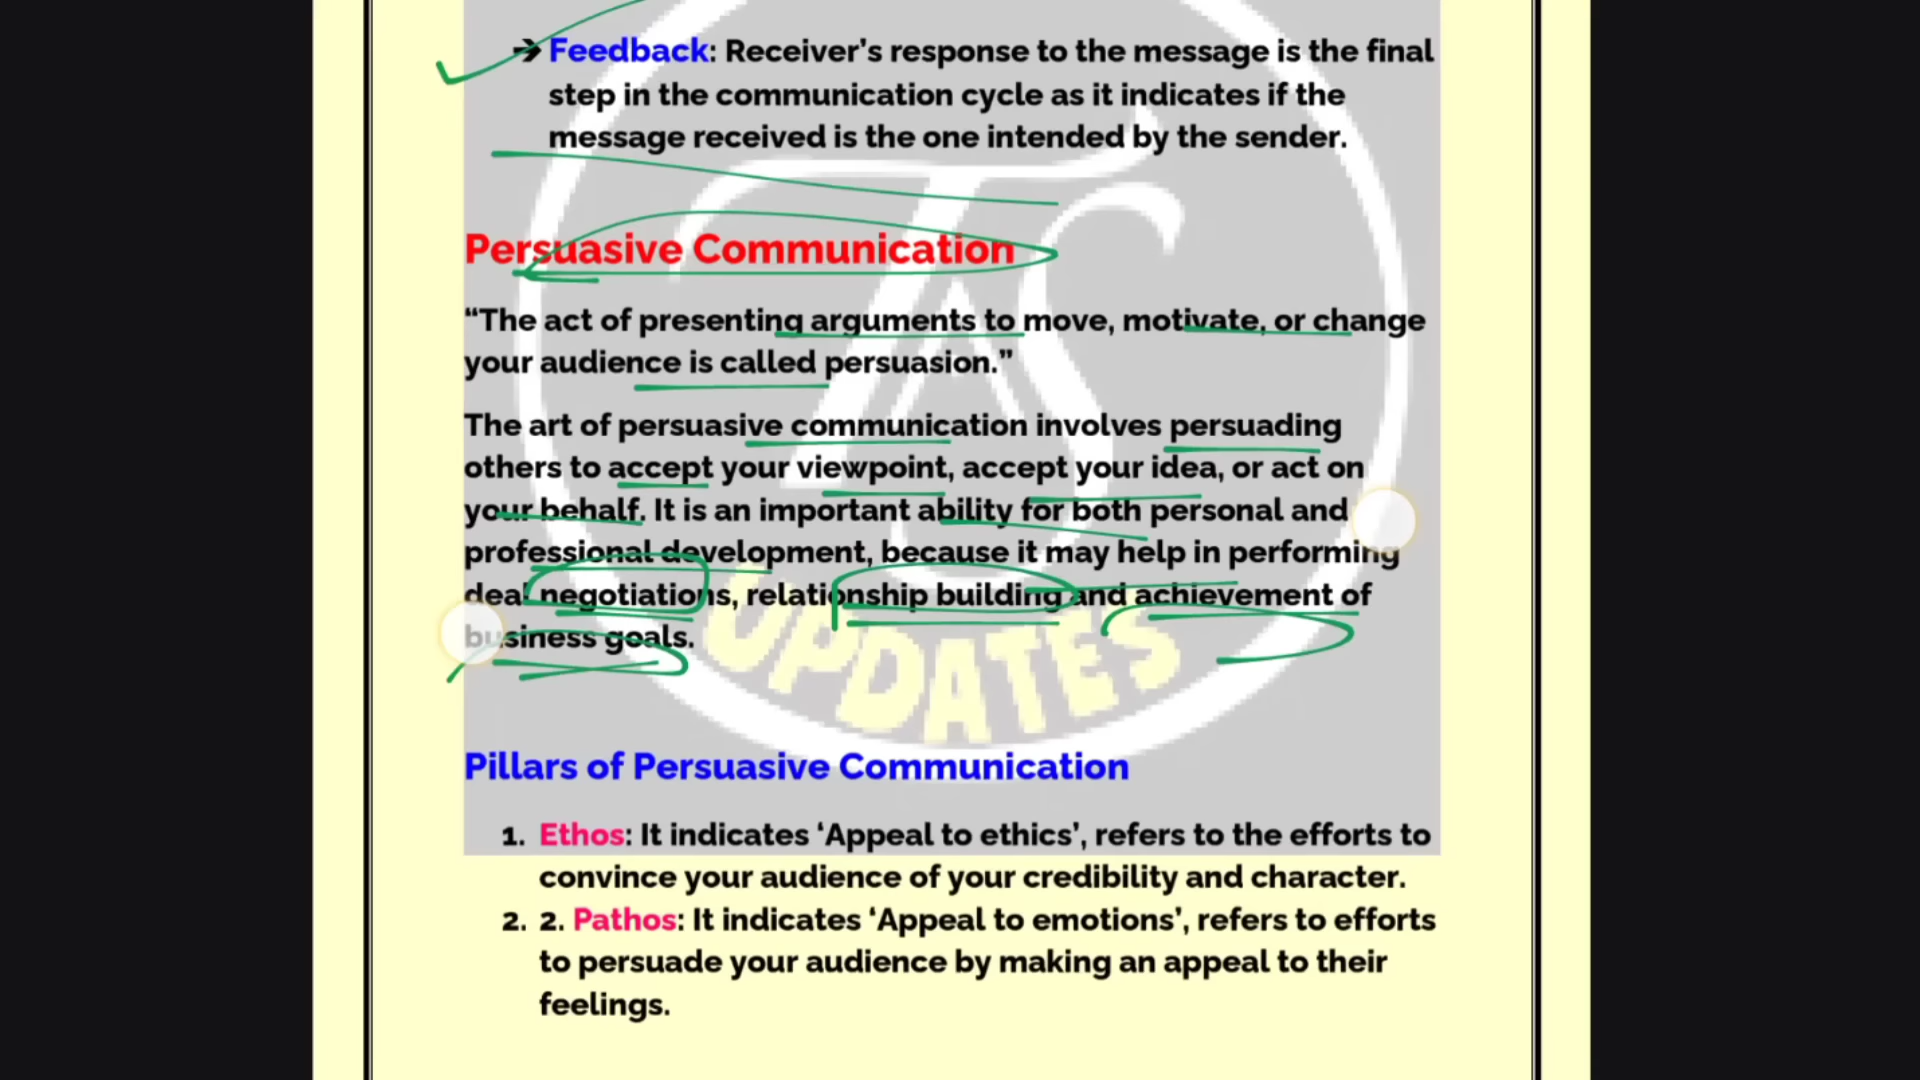 ➔ Feedback: Receiver’s response to the message is the final
step in the communication cycle as it indicates if the
message received is the one intended by the sender.
Persuasive Communication
“The act of presenting arguments to move, motivate, or change
your audience is called persuasion.”
The art of persuasive communication involves persuading
others to accept your viewpoint, accept your idea, or act on
your behalf. It is an important ability for both personal and
professional development, because it may help in performing
deal negotiations, relationship building and achievement of
business goals.
UPDATES
Pillars of Persuasive Communication
1. Ethos: It indicates ‘Appeal to ethics’, refers to the efforts to
convince your audience of your credibility and character.
2. 2. Pathos: It indicates ‘Appeal to emotions’, refers to efforts
to persuade your audience by making an appeal to their
feelings.